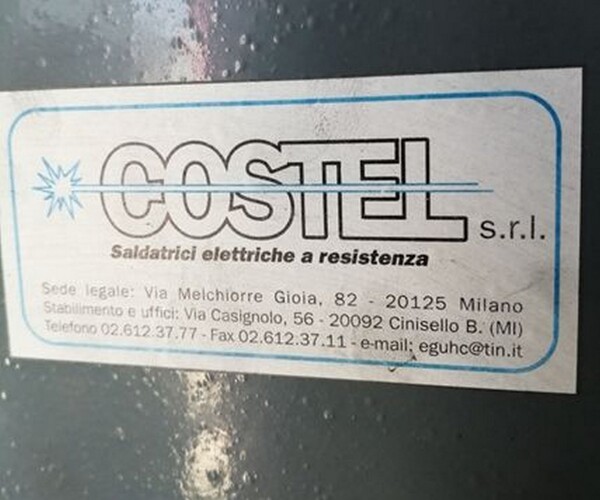 COSTEL s.r.l.
Saldatrici elettriche a resistenza
Sede legale: Via Melchiorre Gioia, 82 - 20125 Milano
Stabilimento e uffici: Via Casignolo, 56 - 20092 Cinisello B. (MI)
Telefono 02.612.37.77 - Fax 02.612.37.11 - e-mail: eguhc@tin.it